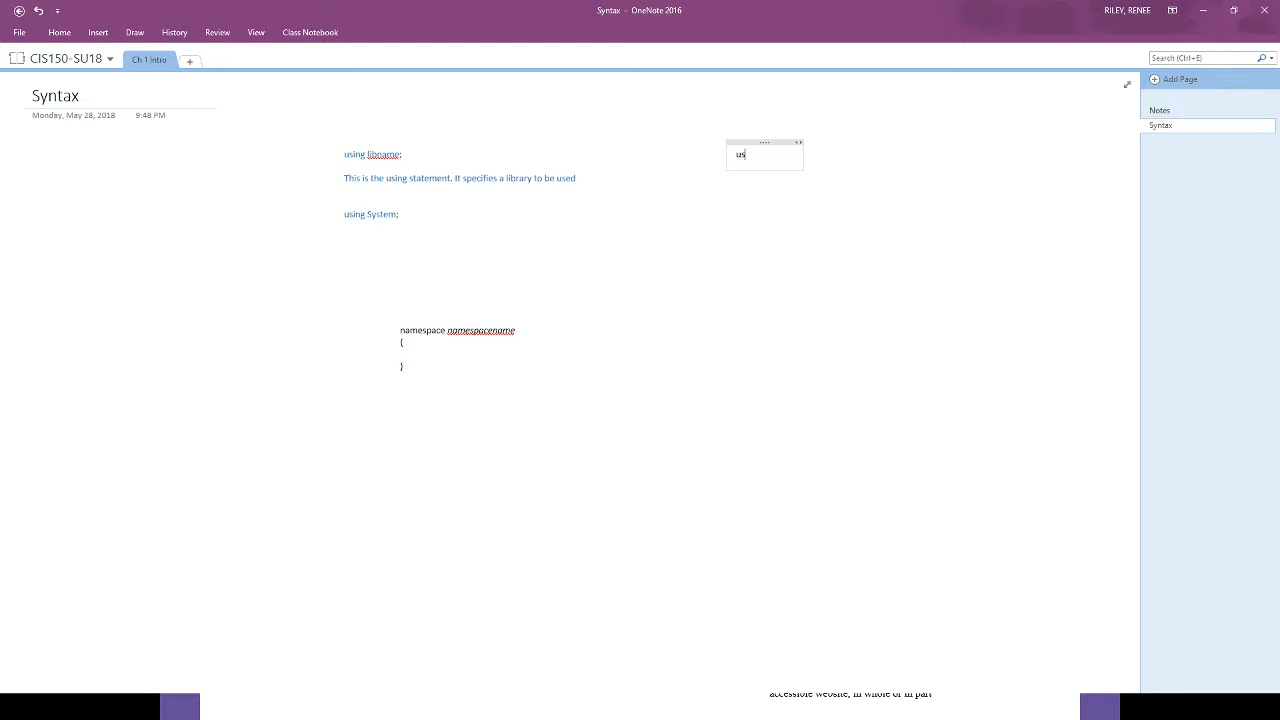 Syntax - OneNote 2016
RILEY, RENEE
File Home Insert Draw History Review View Class Notebook
CIS150-SU18
Ch 1 Intro
+
Search (Ctrl+E)
Add Page
Syntax
Monday, May 28, 2018 9:48 PM
Notes
Syntax
using libname;
us
This is the using statement. It specifies a library to be used
using System;
namespace namespacename
{
}
accessible website, in whole or in part